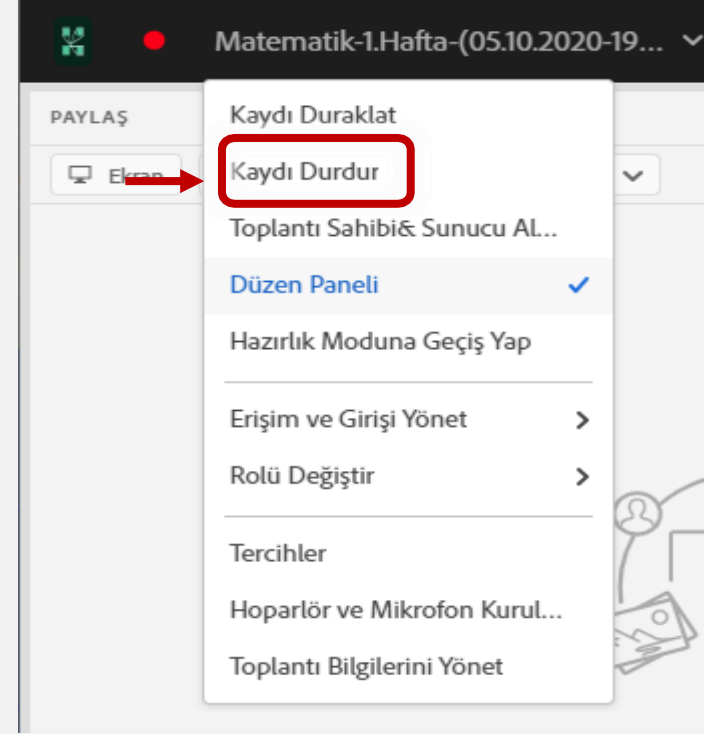 Matematik-1.Hafta-(05.10.2020-19...
PAYLAŞ
Ekran
Kaydı Duraklat
Kaydı Durdur
Toplantı Sahibi& Sunucu Al...
Düzen Paneli
Hazırlık Moduna Geçiş Yap
Erişim ve Girişi Yönet
Rolü Değiştir
Tercihler
Hoparlör ve Mikrofon Kurul...
Toplantı Bilgilerini Yönet